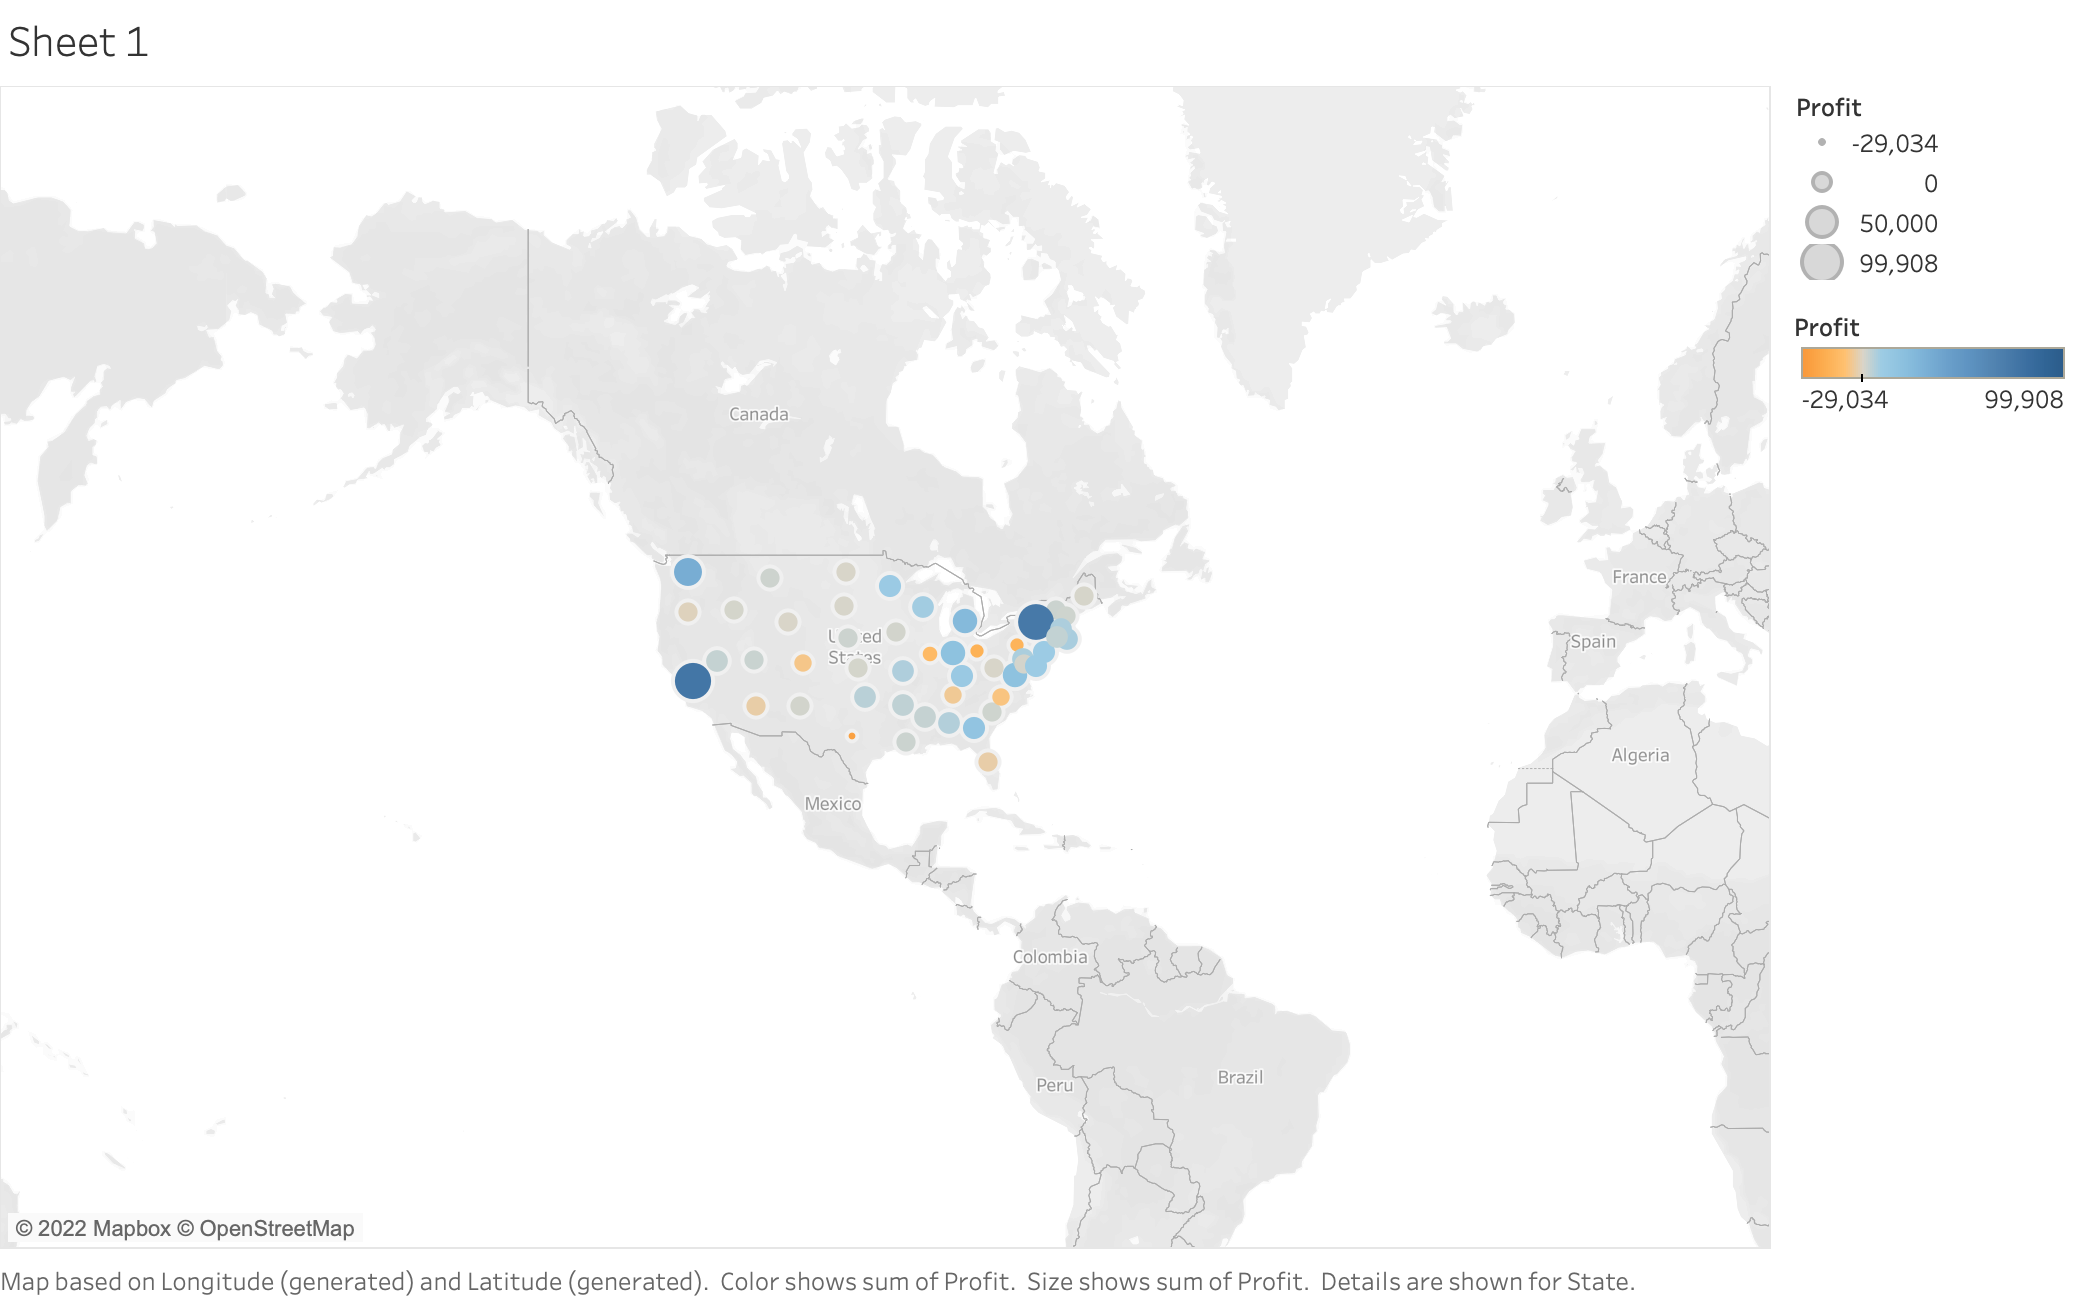 Sheet 1
Profit
-29,034
0
50,000
99,908
Profit
-29,034
99,908
Canada
United
States
Mexico
Colombia
Peru
Brazil
France
Spain
Algeria
© 2022 Mapbox © OpenStreetMap
Map based on Longitude (generated) and Latitude (generated). Color shows sum of Profit. Size shows sum of Profit. Details are shown for State.